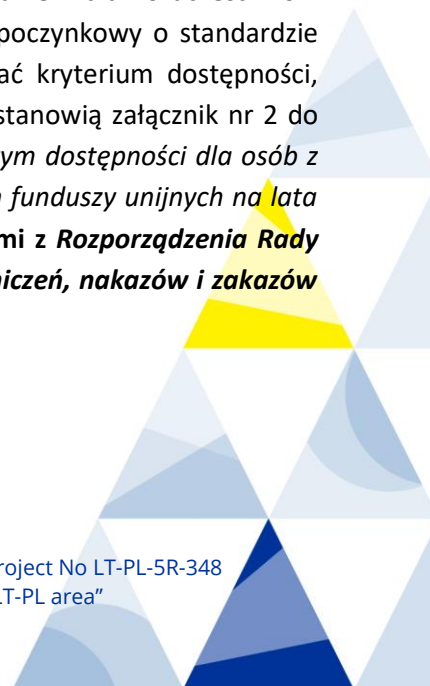 poczynkowy o standardzie
ać kryterium dostępności,
stanowią załącznik nr 2 do
ym dostępności dla osób z
funduszy unijnych na lata
mi z Rozporządzenia Rady
niczeń, nakazów i zakazów
roject No LT-PL-5R-348
LT-PL area”